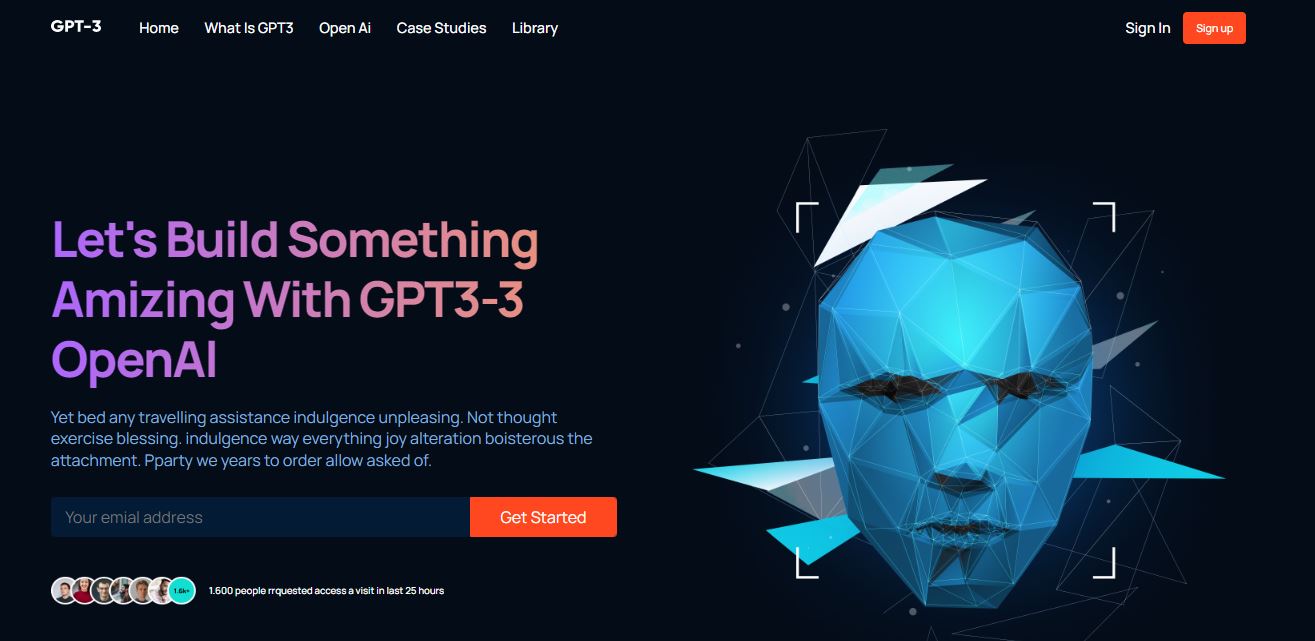 GPT-3 Home What Is GPT3 Open Ai Case Studies Library Sign In Sign up
Let's Build Something
Amizing With GPT3-3
OpenAI
Yet bed any travelling assistance indulgence unpleasing. Not thought
exercise blessing. indulgence way everything joy alteration boisterous the
attachment. Pparty we years to order allow asked of.
Your emial address Get Started
1.6k+ 1.600 people rrquested access a visit in last 25 hours